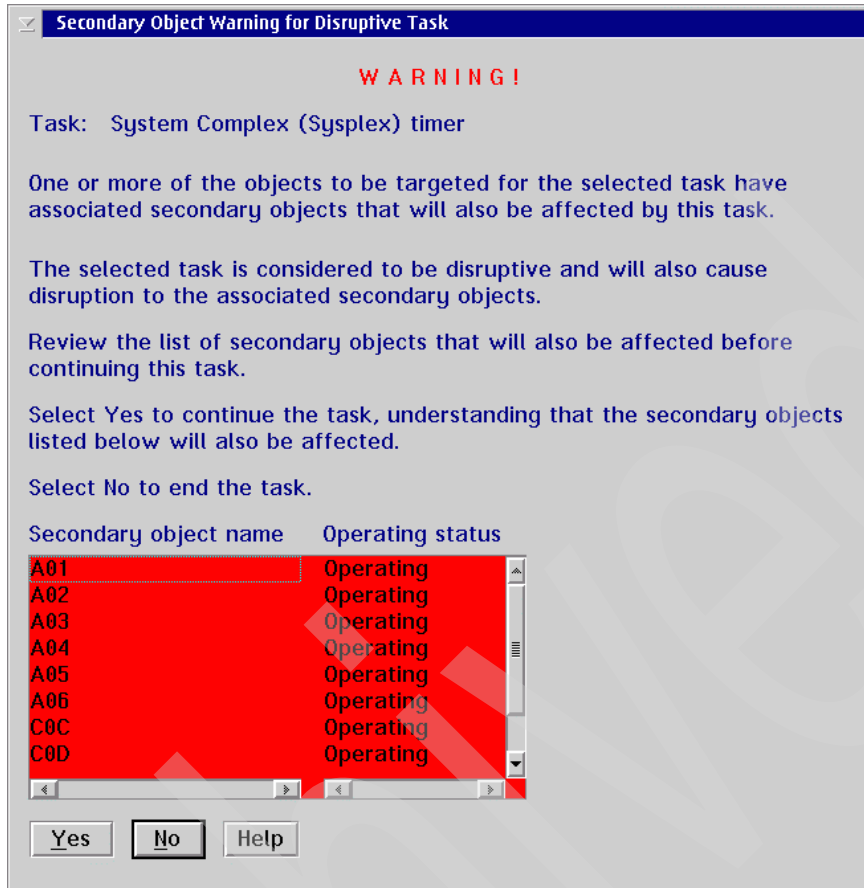 Secondary Object Warning for Disruptive Task
W A R N I N G !
Task: System Complex (Sysplex) timer
One or more of the objects to be targeted for the selected task have
associated secondary objects that will also be affected by this task.
The selected task is considered to be disruptive and will also cause
disruption to the associated secondary objects.
Review the list of secondary objects that will also be affected before
continuing this task.
Select Yes to continue the task, understanding that the secondary objects
listed below will also be affected.
Select No to end the task.
Secondary object name Operating status
A01 Operating
A02 Operating
A03 Operating
A04 Operating
A05 Operating
A06 Operating
C0C Operating
C0D Operating
Yes No Help